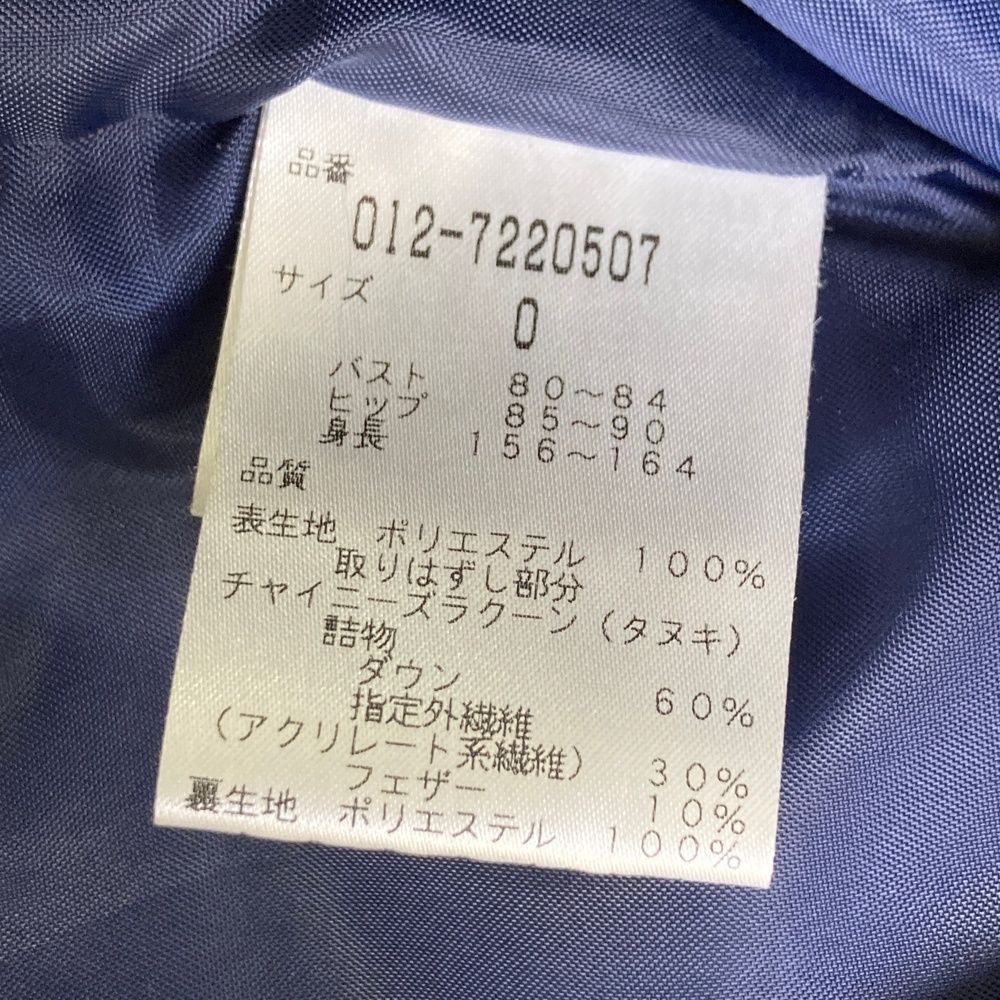 品番
012-7220507
サイズ
0
バスト 80～84
ヒップ 85～90
身長 156～164
品質
表生地 ポリエステル 100%
取りはずし部分
チャイニーズラクーン(タヌキ)
詰物
ダウン 60%
指定外繊維
(アクリレート系繊維) 30%
フェザー 10%
裏生地 ポリエステル 100%